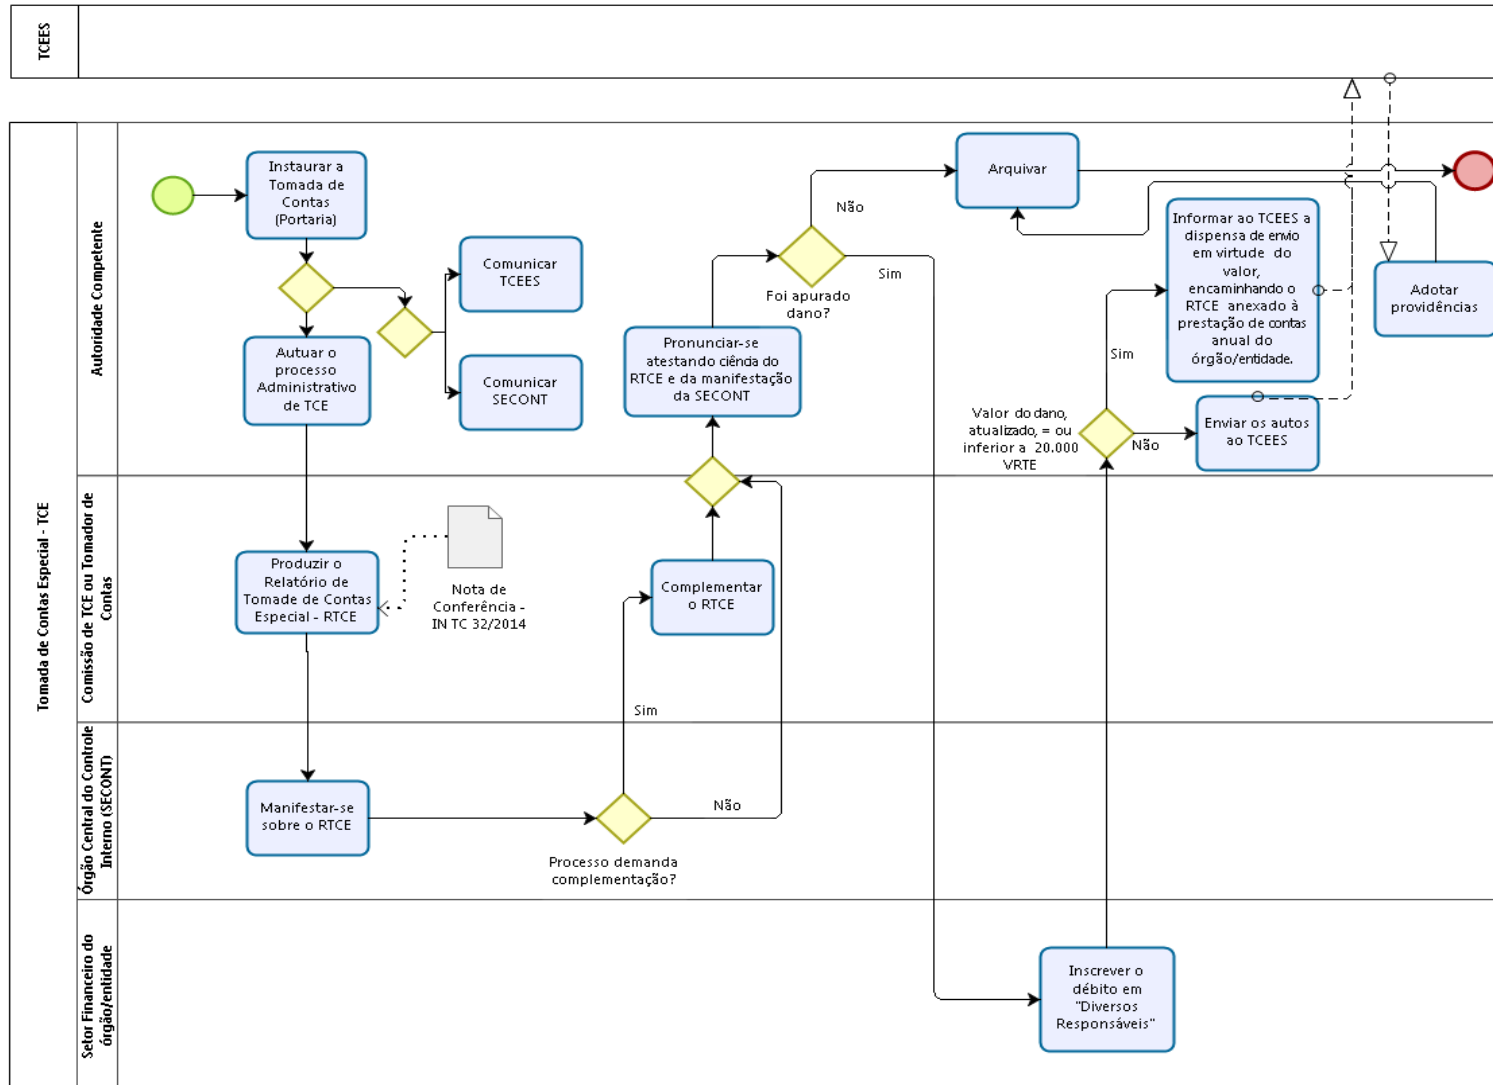 TCEES
Tomada de Contas Especial - TCE
Autoridade Competente
Instaurar a
Tomada de
Contas
(Portaria)
Comunicar
TCEES
Comunicar
SECONT
Autuar o
processo
Administrativo
de TCE
Pronunciar-se
atestando ciência do
RTCE e da manifestação
da SECONT
Foi apurado
dano?
Não
Sim
Arquivar
Valor do dano,
atualizado, = ou
inferior a 20.000
VRTE
Sim
Não
Informar ao TCEES a
dispensa de envio
em virtude do
valor,
encaminhando o
RTCE anexado à
prestação de contas
anual do
órgão/entidade.
Enviar os autos
ao TCEES
Adotar
providências
Comissão de TCE ou Tomador de
Contas
Produzir o
Relatório de
Tomade de Contas
Especial - RTCE
Nota de
Conferência -
IN TC 32/2014
Complementar
o RTCE
Sim
Órgão Central do Controle
Interno (SECONT)
Manifestar-se
sobre o RTCE
Processo demanda
complementação?
Não
Setor Financeiro do
órgão/entidade
Inscrever o
débito em
"Diversos
Responsáveis"